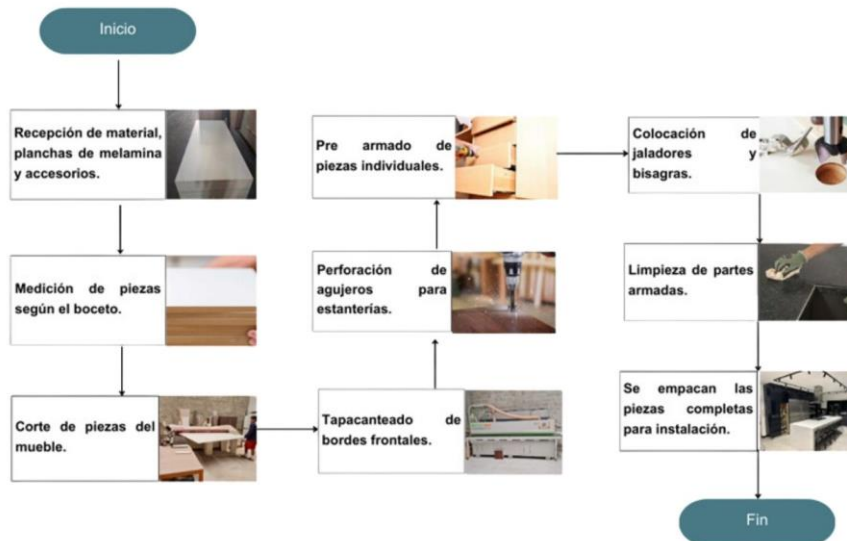 Inicio
Recepción de material,
planchas de melamina
y accesorios.
Medición de piezas
según el boceto.
Corte de piezas del
mueble.
Tapacanteado de
bordes frontales.
Perforación de
agujeros para
estanterías.
Pre armado de
piezas individuales.
Colocación de
jaladores y
bisagras.
Limpieza de partes
armadas.
Se empacan las
piezas completas
para instalación.
Fin